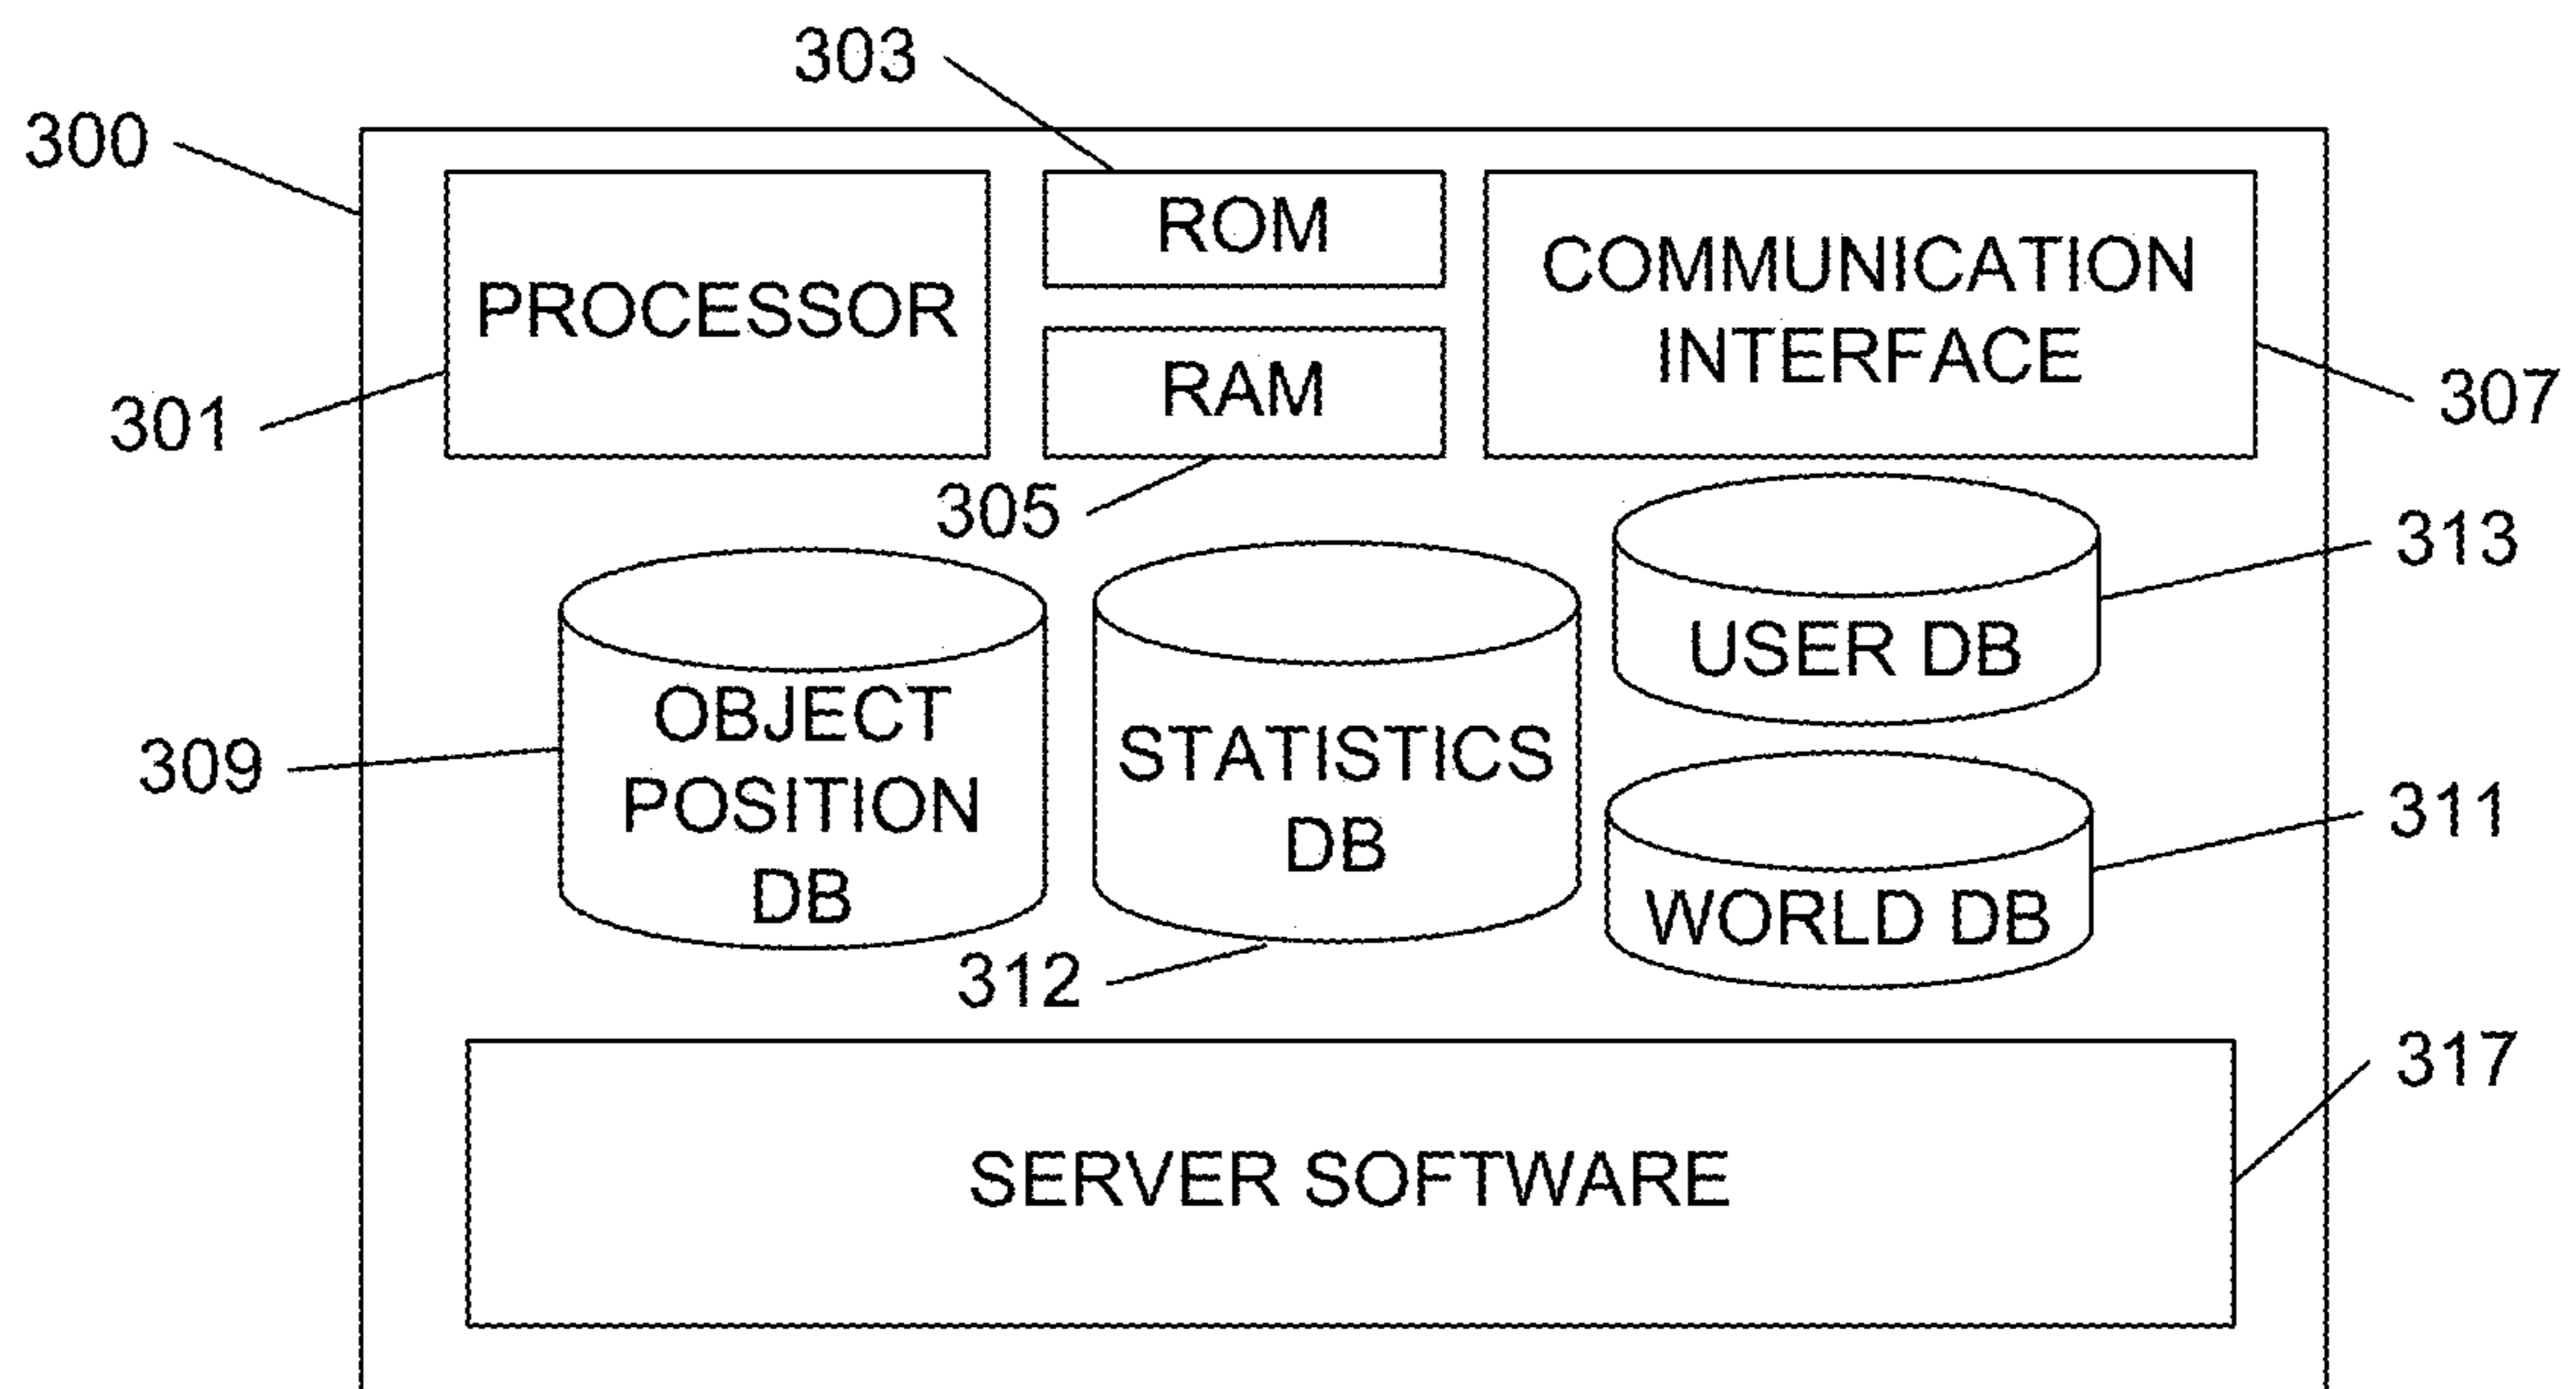 303
300
PROCESSOR
ROM
COMMUNICATION
INTERFACE
RAM
301
307
305
313
USER DB
OBJECT
POSITION
DB
STATISTICS
DB
309
311
WORLD DB
312
317
SERVER SOFTWARE